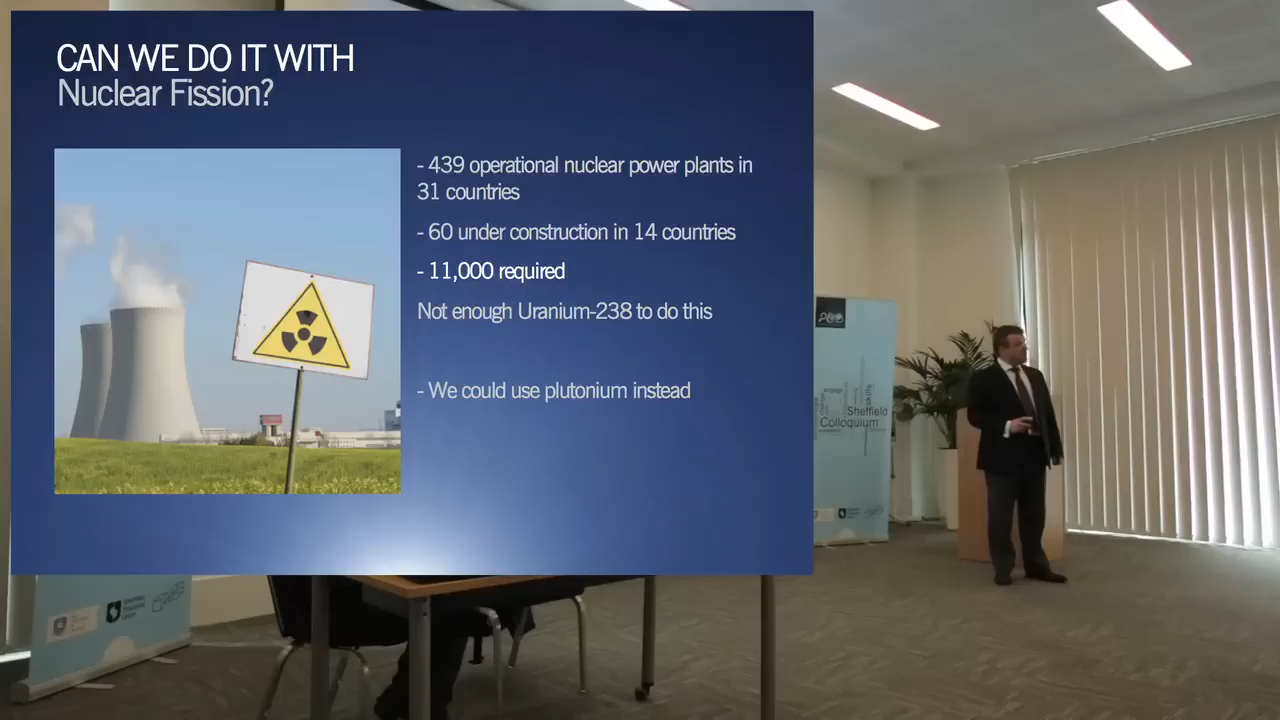 CAN WE DO IT WITH
Nuclear Fission?
- 439 operational nuclear power plants in
31 countries
- 60 under construction in 14 countries
- 11,000 required
Not enough Uranium-238 to do this
- We could use plutonium instead
skills
Sheffield
Colloquium